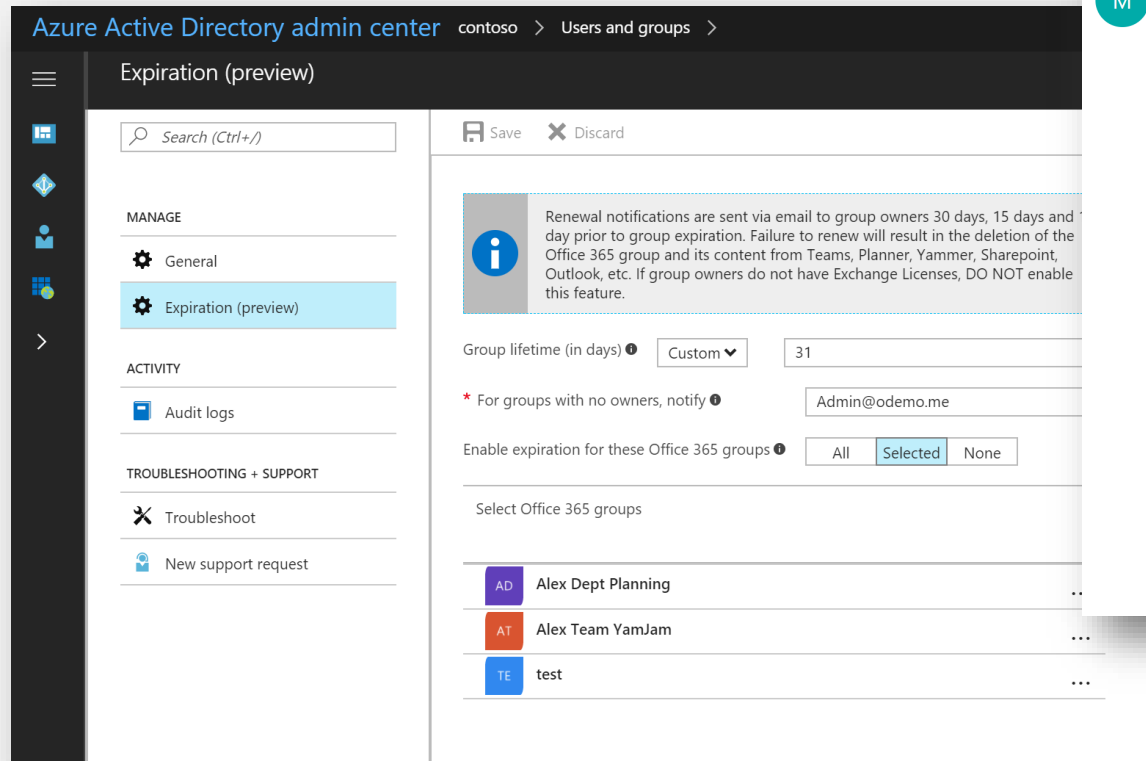 M
Azure Active Directory admin center contoso > Users and groups >
Expiration (preview)
Search (Ctrl+/)
Save Discard
Renewal notifications are sent via email to group owners 30 days, 15 days and
day prior to group expiration. Failure to renew will result in the deletion of the
Office 365 group and its content from Teams, Planner, Yammer, Sharepoint,
Outlook, etc. If group owners do not have Exchange Licenses, DO NOT enable
this feature.
MANAGE
General
Expiration (preview)
ACTIVITY
Audit logs
TROUBLESHOOTING + SUPPORT
Troubleshoot
New support request
Group lifetime (in days) Custom 31
* For groups with no owners, notify Admin@odemo.me
Enable expiration for these Office 365 groups All Selected None
Select Office 365 groups
AD Alex Dept Planning ...
AT Alex Team YamJam ...
TE test ...